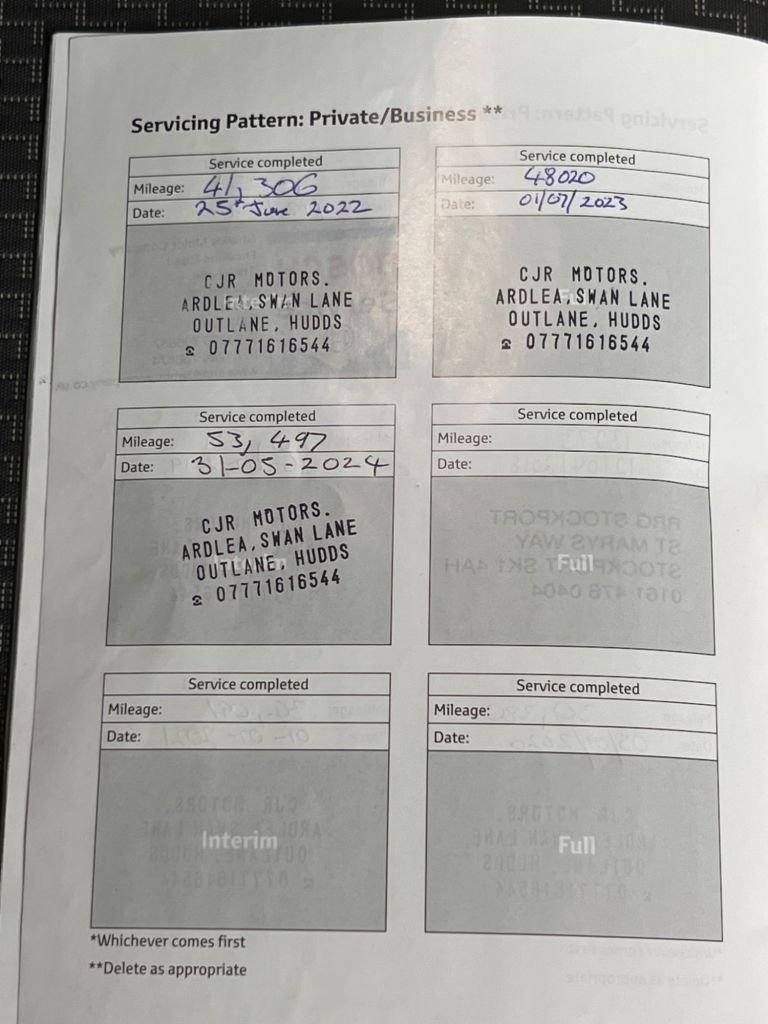 Servicing Pattern: Private/Business **
Service completed
Mileage: 41,306
Date: 25th June 2022
CJR MOTORS.
ARDLEA, SWAN LANE
OUTLANE, HUDDS
☎ 07771616544
Service completed
Mileage: 48020
Date: 01/07/2023
CJR MOTORS.
ARDLEA, SWAN LANE
OUTLANE, HUDDS
☎ 07771616544
Service completed
Mileage: 53,497
Date: 31-05-2024
CJR MOTORS.
ARDLEA, SWAN LANE
OUTLANE, HUDDS
☎ 07771616544
Service completed
Mileage:
Date:
Full
Service completed
Mileage:
Date:
Interim
Service completed
Mileage:
Date:
Full
*Whichever comes first
**Delete as appropriate